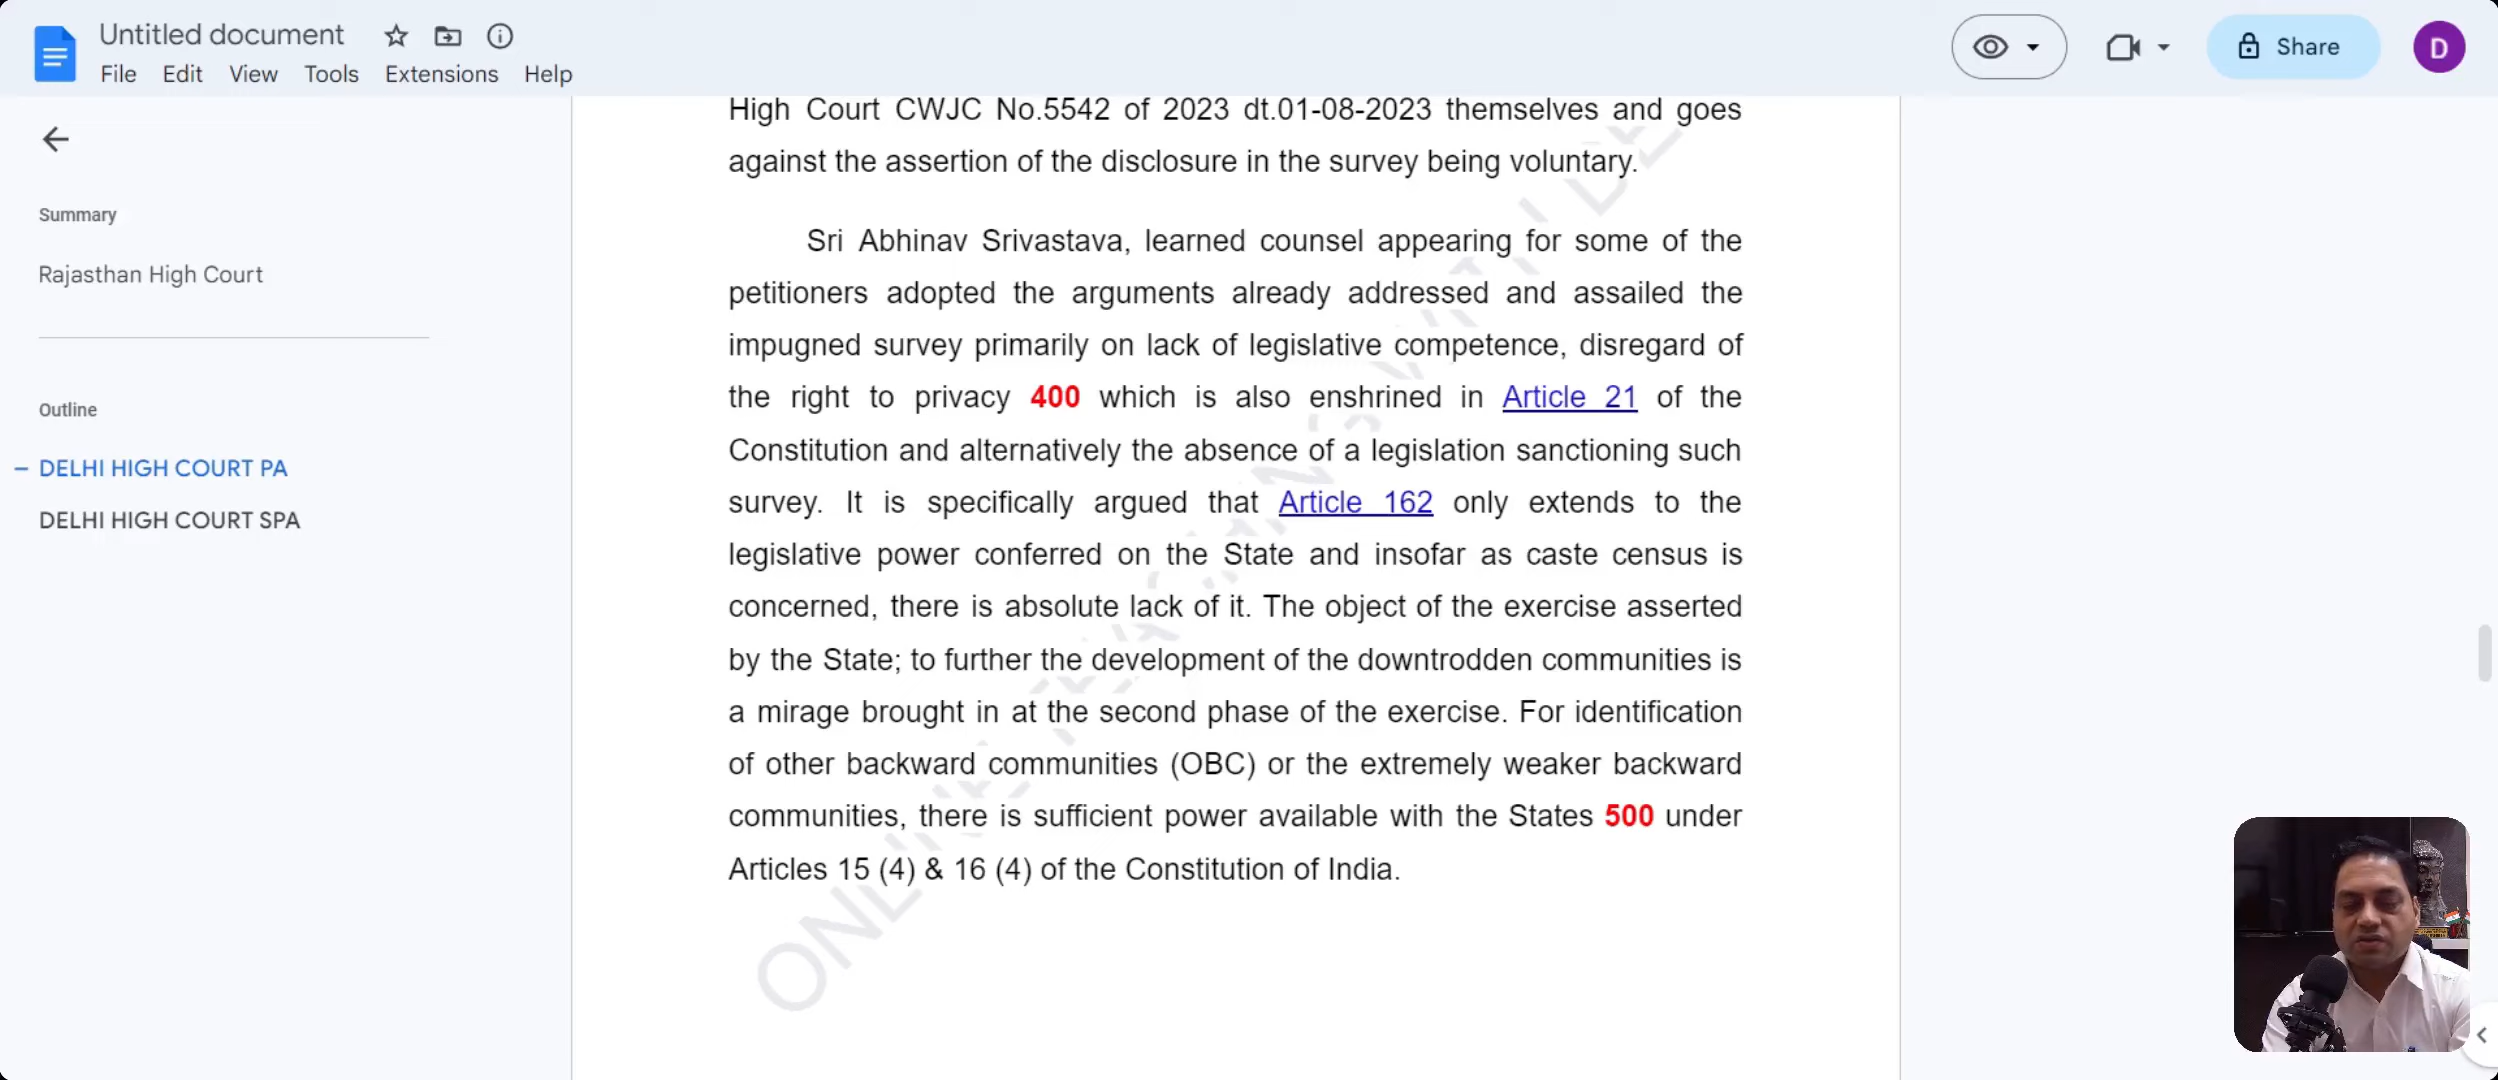 Untitled document
File Edit View Tools Extensions Help
Share
D
Summary
Rajasthan High Court
Outline
DELHI HIGH COURT PA
DELHI HIGH COURT SPA
High Court CWJC No.5542 of 2023 dt.01-08-2023 themselves and goes
against the assertion of the disclosure in the survey being voluntary.
Sri Abhinav Srivastava, learned counsel appearing for some of the
petitioners adopted the arguments already addressed and assailed the
impugned survey primarily on lack of legislative competence, disregard of
the right to privacy 400 which is also enshrined in Article 21 of the
Constitution and alternatively the absence of a legislation sanctioning such
survey. It is specifically argued that Article 162 only extends to the
legislative power conferred on the State and insofar as caste census is
concerned, there is absolute lack of it. The object of the exercise asserted
by the State; to further the development of the downtrodden communities is
a mirage brought in at the second phase of the exercise. For identification
of other backward communities (OBC) or the extremely weaker backward
communities, there is sufficient power available with the States 500 under
Articles 15 (4) & 16 (4) of the Constitution of India.
ONLINE